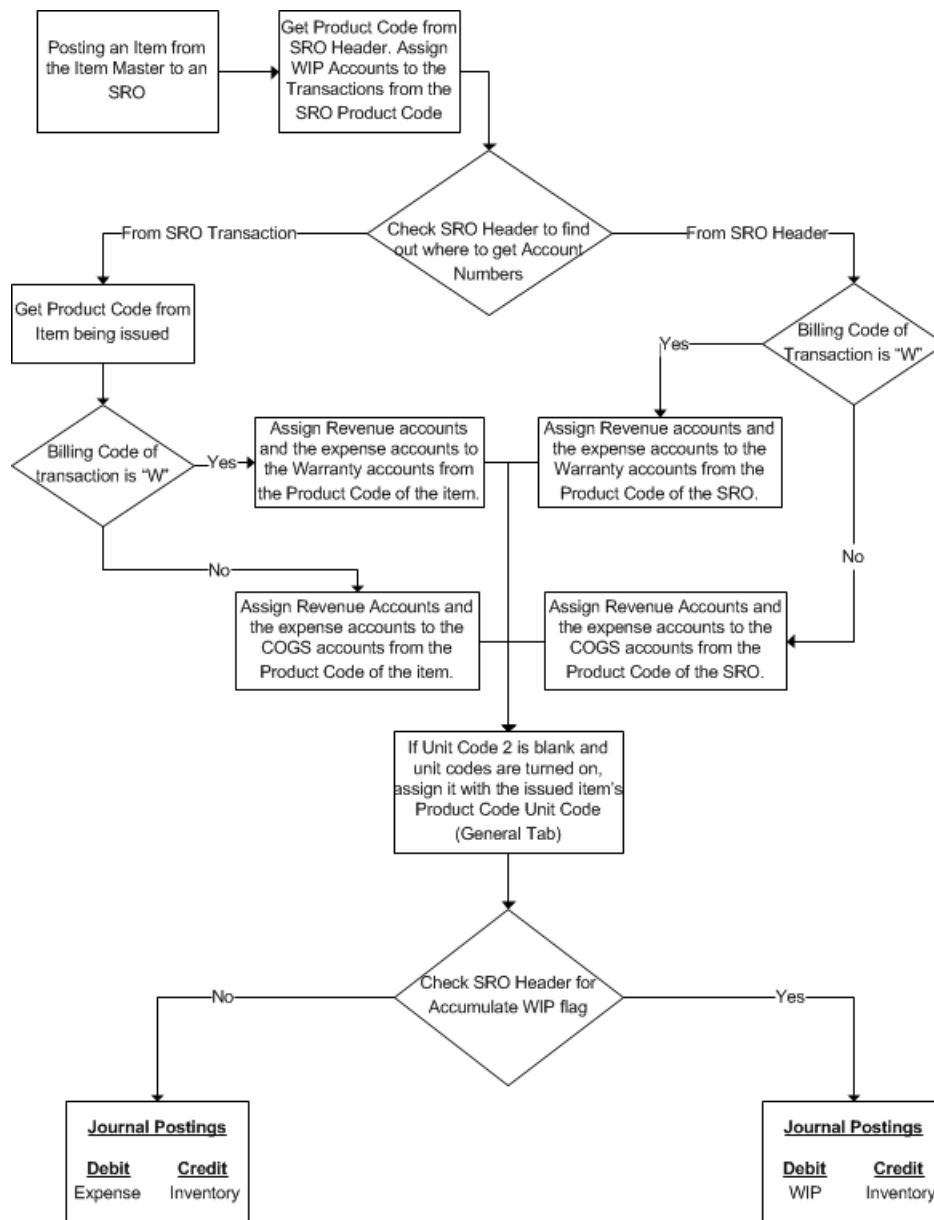 Posting an Item from
the Item Master to an
SRO
Get Product Code from
SRO Header. Assign
WIP Accounts to the
Transactions from the
SRO Product Code
Check SRO Header to find
out where to get Account
Numbers
From SRO Transaction
From SRO Header
Get Product Code from
Item being issued
Billing Code of
Transaction is “W”
Yes
Billing Code of
transaction is “W”
Yes
Assign Revenue accounts
and the expense accounts to
the Warranty accounts from
the Product Code of the item.
Assign Revenue accounts and
the expense accounts to the
Warranty accounts from the
Product Code of the SRO.
No
No
Assign Revenue Accounts and
the expense accounts to the
COGS accounts from the
Product Code of the item.
Assign Revenue Accounts and
the expense accounts to the
COGS accounts from the
Product Code of the SRO.
If Unit Code 2 is blank and
unit codes are turned on,
assign it with the issued item's
Product Code Unit Code
(General Tab)
Check SRO Header for
Accumulate WIP flag
No
Yes
Journal Postings
Debit Credit
Expense Inventory
Journal Postings
Debit Credit
WIP Inventory